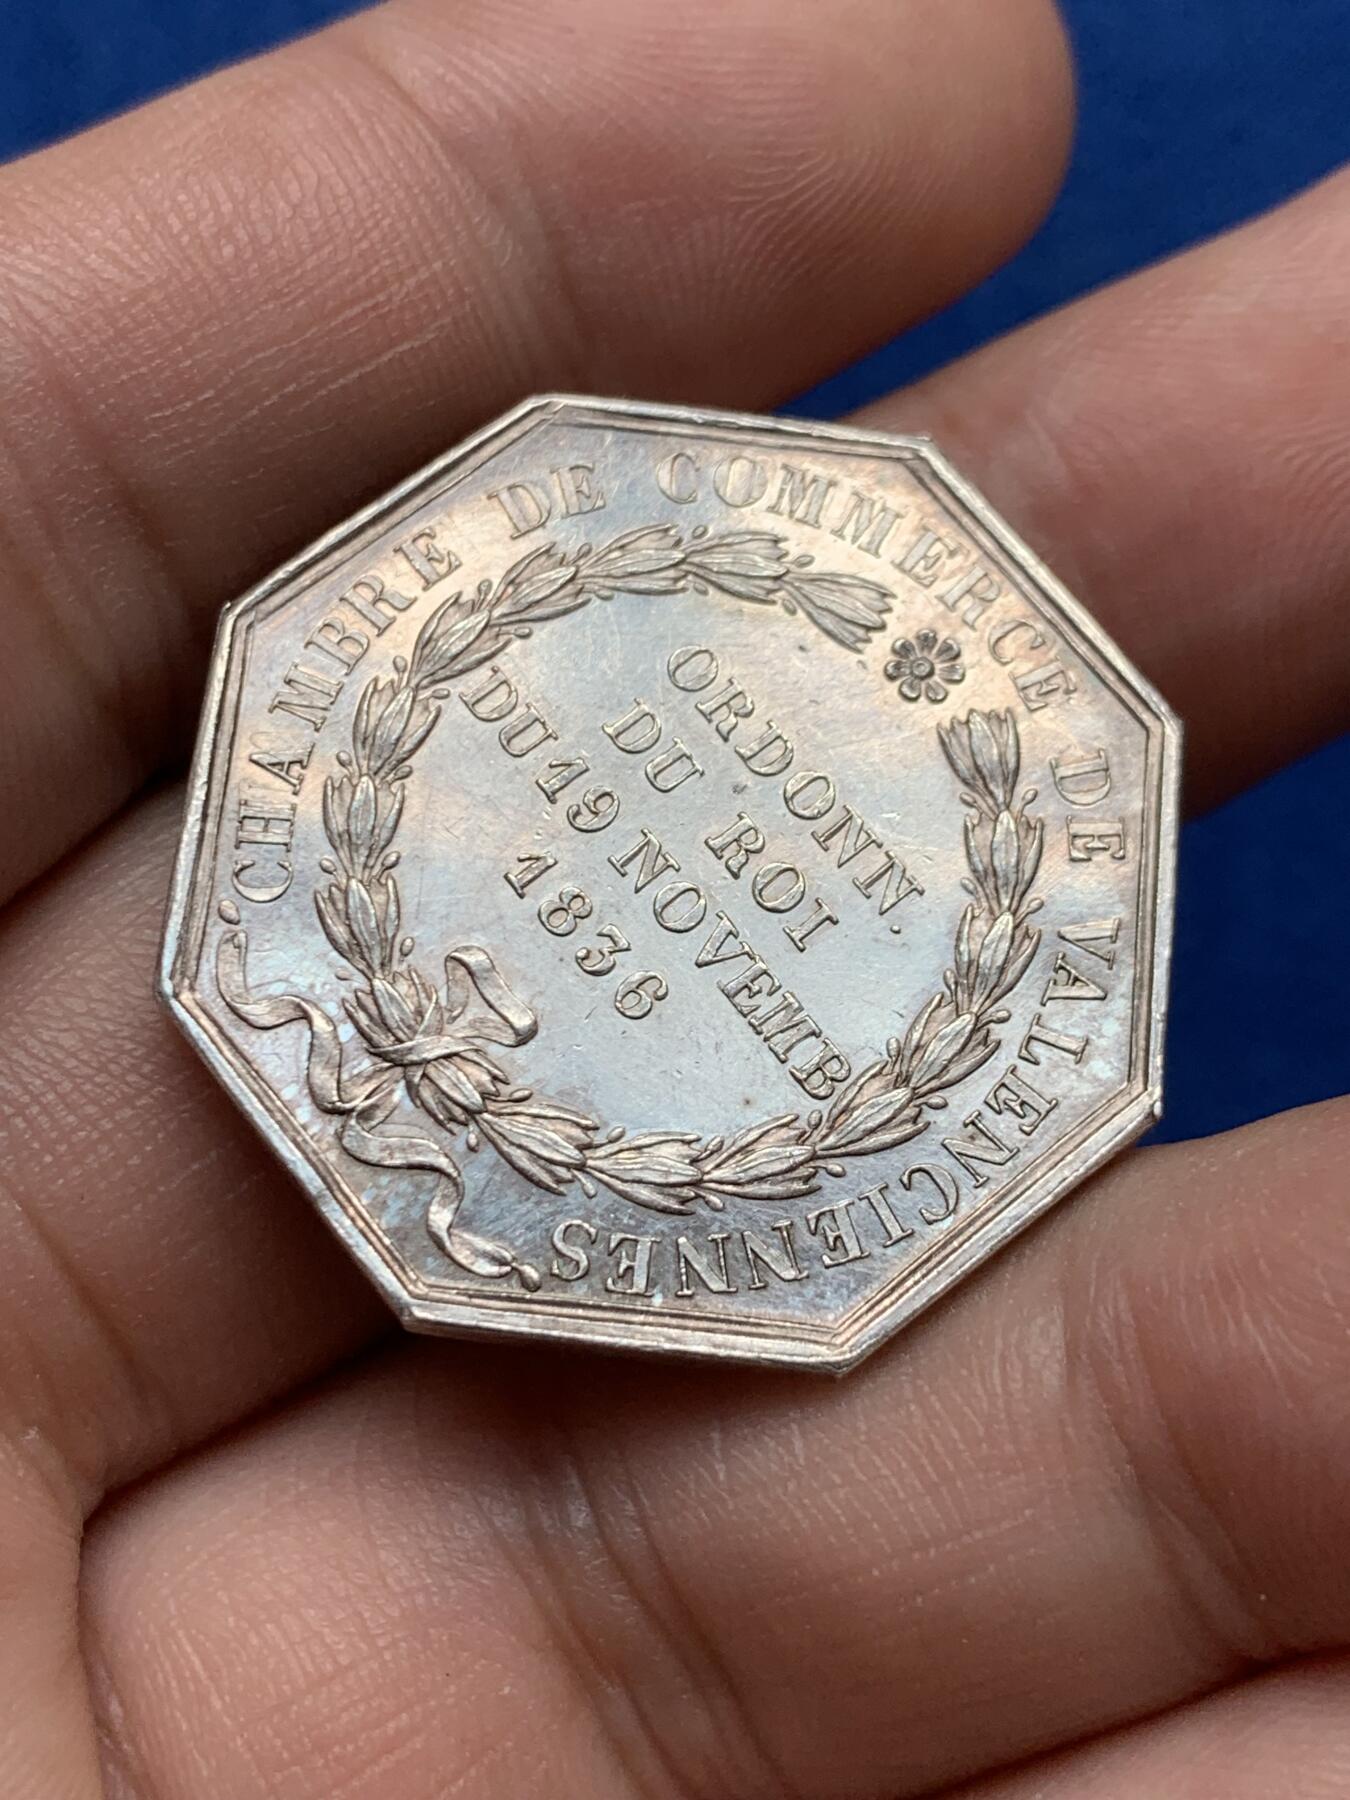 CHAMBRE DE COMMERCE DE VALENCIENNES
ORDONN.
DU ROI
DU 19 NOVEMB
1836